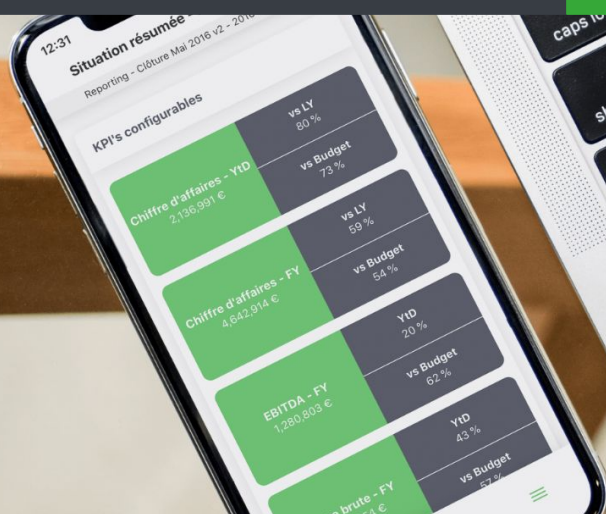 12:31
Situation résumée -
Reporting - Clôture Mai 2016 v2 - 2016
KPI's configurables
Chiffre d'affaires - YtD
2,136,991 €
vs LY
80 %
vs Budget
73 %
Chiffre d'affaires - FY
4,642,914 €
vs LY
59 %
vs Budget
54 %
EBITDA - FY
1,280,803 €
YtD
20 %
vs Budget
62 %
brute - FY
€
YtD
43 %
vs Budget
57 %
caps